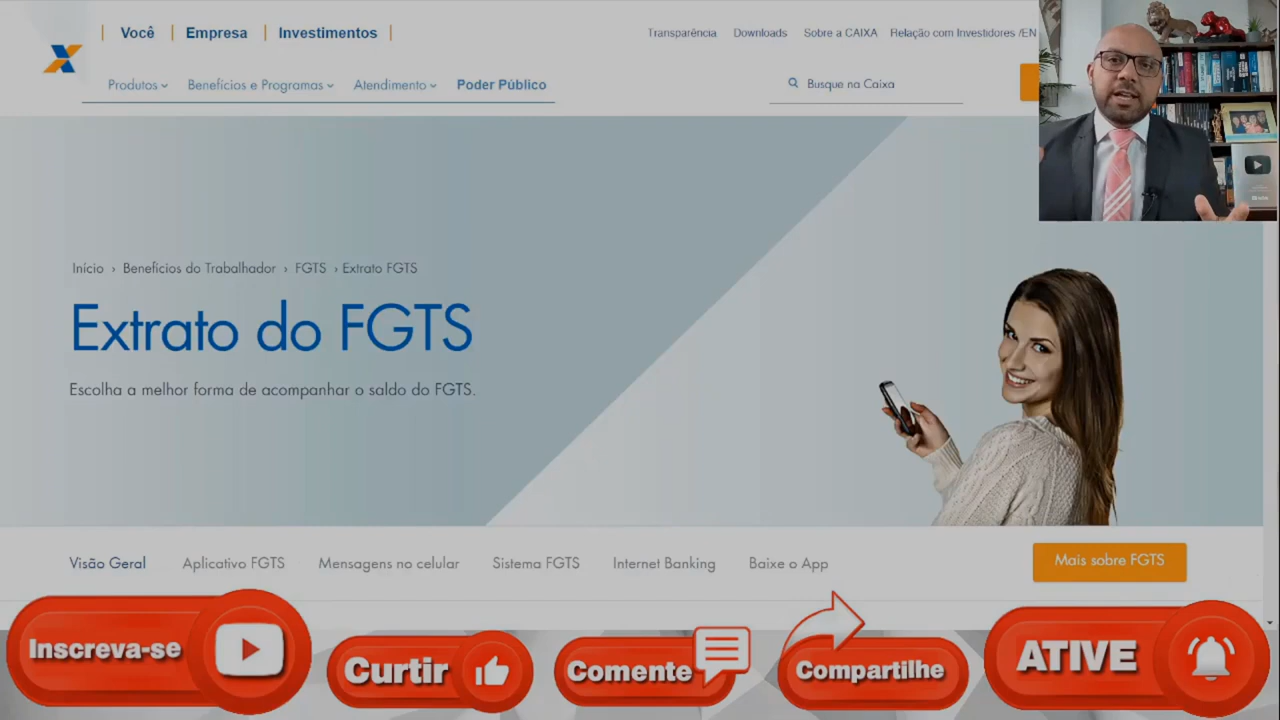 Você Empresa Investimentos
Transparência Downloads Sobre a CAIXA Relação com Investidores /EN
Produtos Benefícios e Programas Atendimento Poder Público
Busque na Caixa
Início › Benefícios do Trabalhador › FGTS › Extrato FGTS
Extrato do FGTS
Escolha a melhor forma de acompanhar o saldo do FGTS.
Visão Geral Aplicativo FGTS Mensagens no celular Sistema FGTS Internet Banking Baixe o App
Mais sobre FGTS
Inscreva-se
Curtir
Comente
Compartilhe
ATIVE